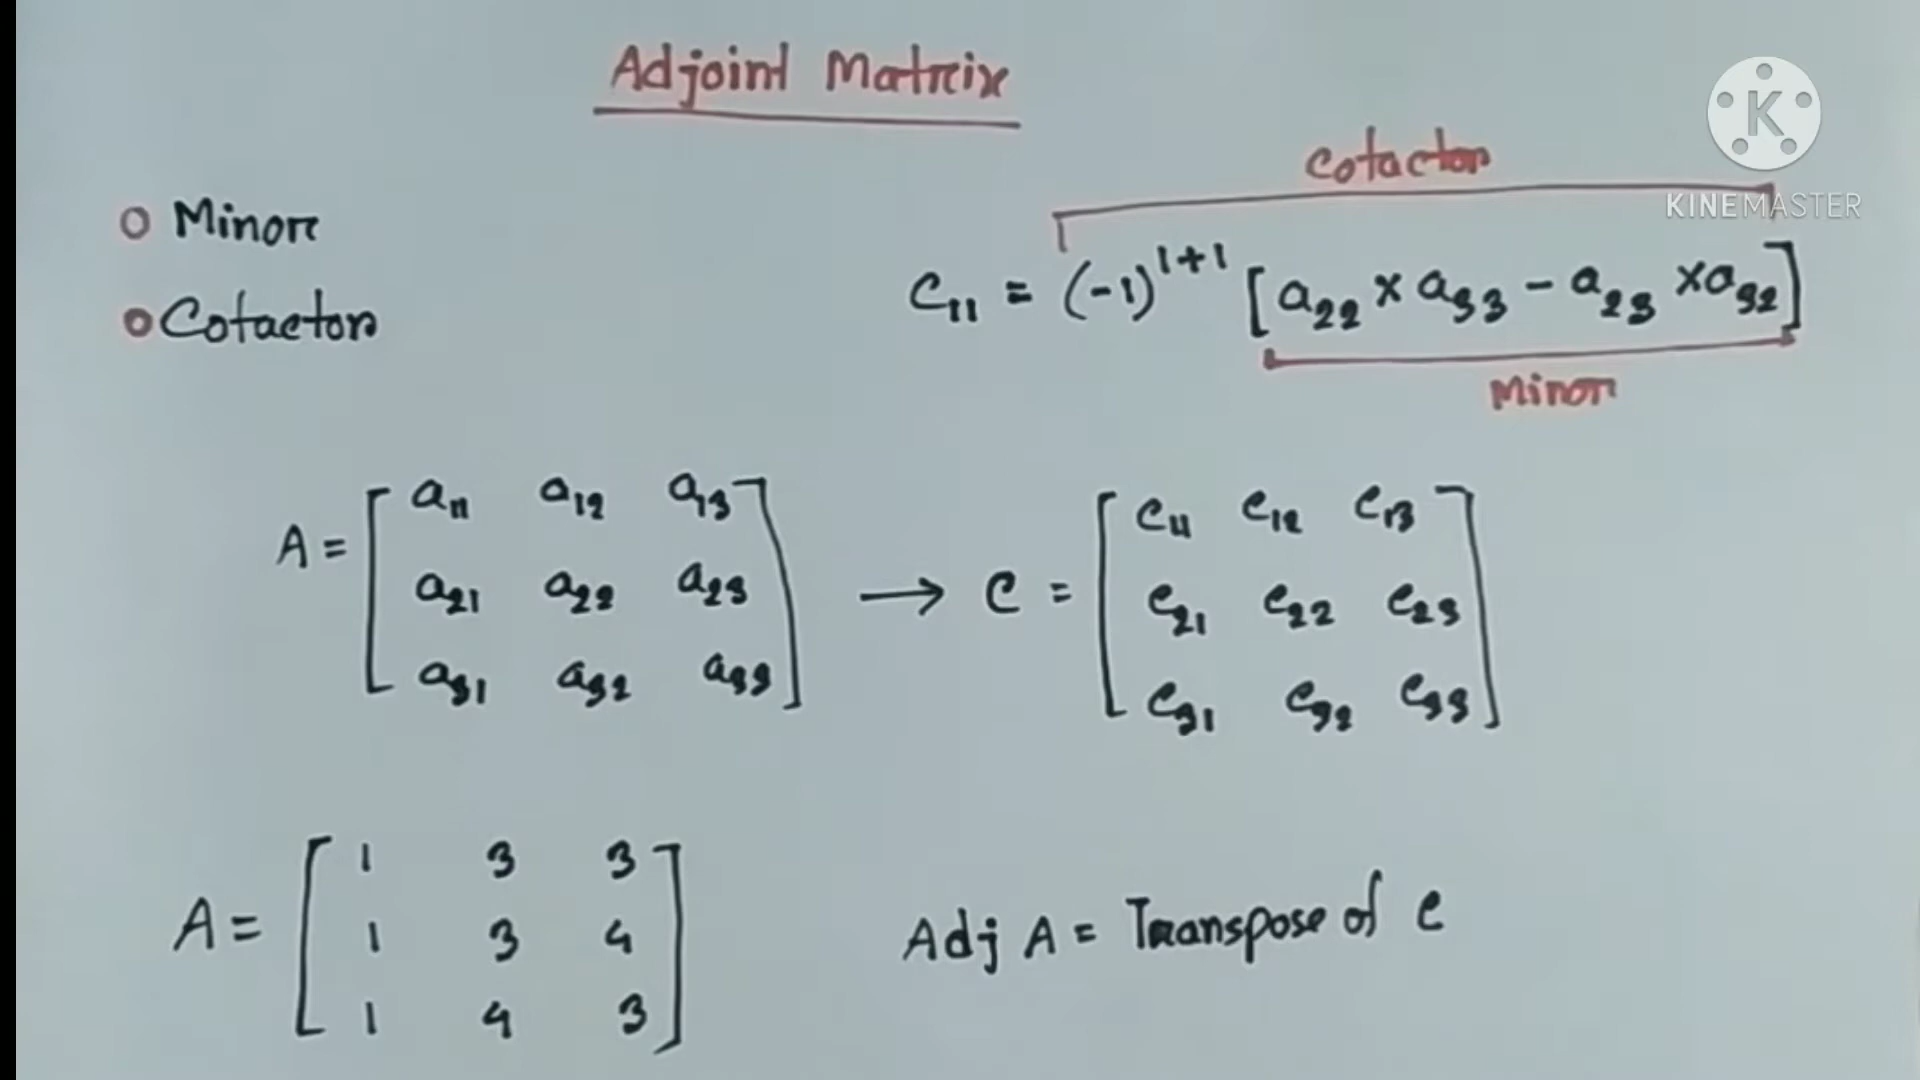 Adjoint Matrix
K
KINEMASTER
Cofactor
○ Minor
C₁₁ = (-1)¹⁺¹ [a₂₂ × a₃₃ - a₂₃ × a₃₂]
○ Cofactor
Minor
A = [a₁₁ a₁₂ a₁₃
a₂₁ a₂₂ a₂₃
a₃₁ a₃₂ a₃₃]
→ C = [C₁₁ C₁₂ C₁₃
C₂₁ C₂₂ C₂₃
C₃₁ C₃₂ C₃₃]
A = [1 3 3
1 3 4
1 4 3]
Adj A = Transpose of C